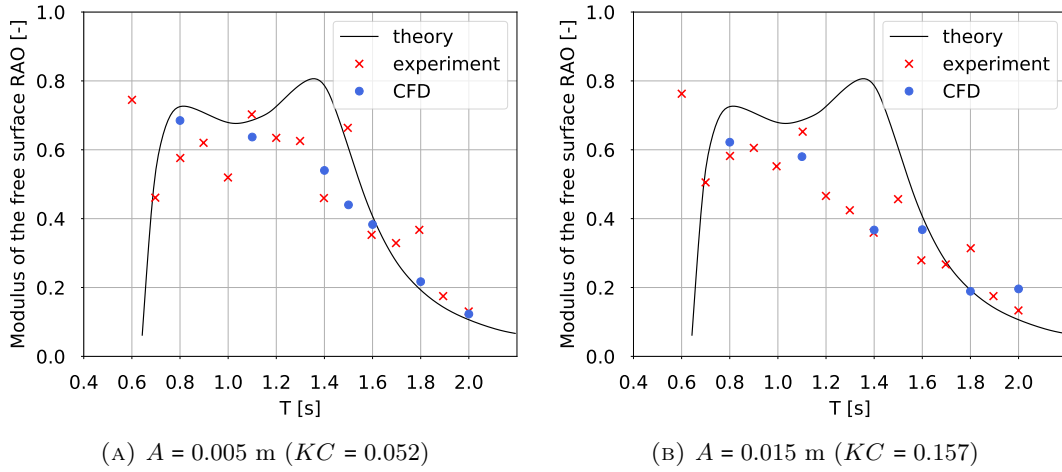 Modulus of the free surface RAO [-]
1.0
0.8
0.6
0.4
0.2
0.0
theory
experiment
CFD
0.4 0.6 0.8 1.0 1.2 1.4 1.6 1.8 2.0
T [s]
(A) A = 0.005 m (KC = 0.052)
Modulus of the free surface RAO [-]
1.0
0.8
0.6
0.4
0.2
0.0
theory
experiment
CFD
0.4 0.6 0.8 1.0 1.2 1.4 1.6 1.8 2.0
T [s]
(B) A = 0.015 m (KC = 0.157)